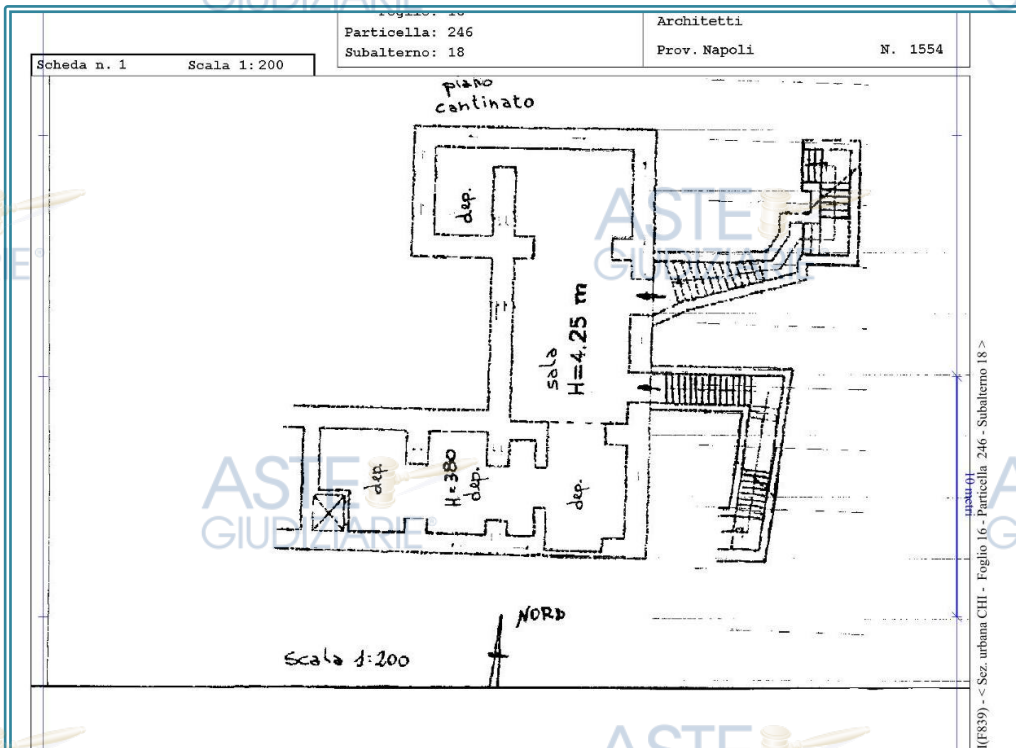 Foglio: 16
Particella: 246
Subalterno: 18
Architetti
Prov. Napoli N. 1554
Scheda n. 1 Scala 1:200
piano
cantinato
dep.
sala
H=4.25 m
dep.
H=380
dep.
dep.
NORD
Scala 1:200
10 metri
(F839) - < Sez. urbana CHI - Foglio 16 - Particella 246 - Subalterno 18 >
ASTE
GIUDIZIARIE
ASTE
GIUDIZIARIE®
GIUDIZIARIE
ASTE